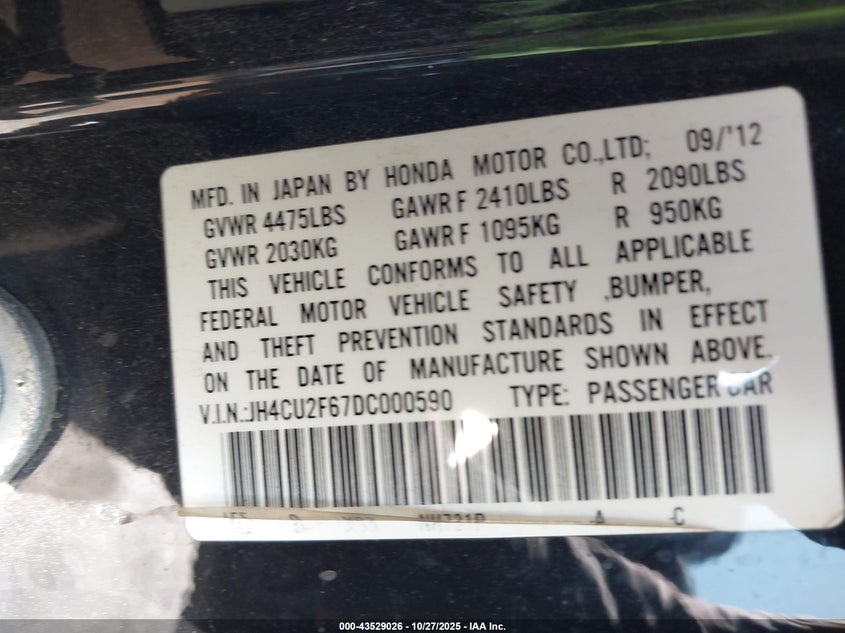 MFD. IN JAPAN BY HONDA MOTOR CO.,LTD; 09/'12
GVWR 4475LBS GAWR F 2410LBS R 2090LBS
GVWR 2030KG GAWR F 1095KG R 950KG
THIS VEHICLE CONFORMS TO ALL APPLICABLE
FEDERAL MOTOR VEHICLE SAFETY ,BUMPER,
AND THEFT PREVENTION STANDARDS IN EFFECT
ON THE DATE OF MANUFACTURE SHOWN ABOVE.
V.I.N.:JH4CU2F67DC000590 TYPE: PASSENGER CAR
A C
000-43529026 - 10/27/2025 - IAA Inc.